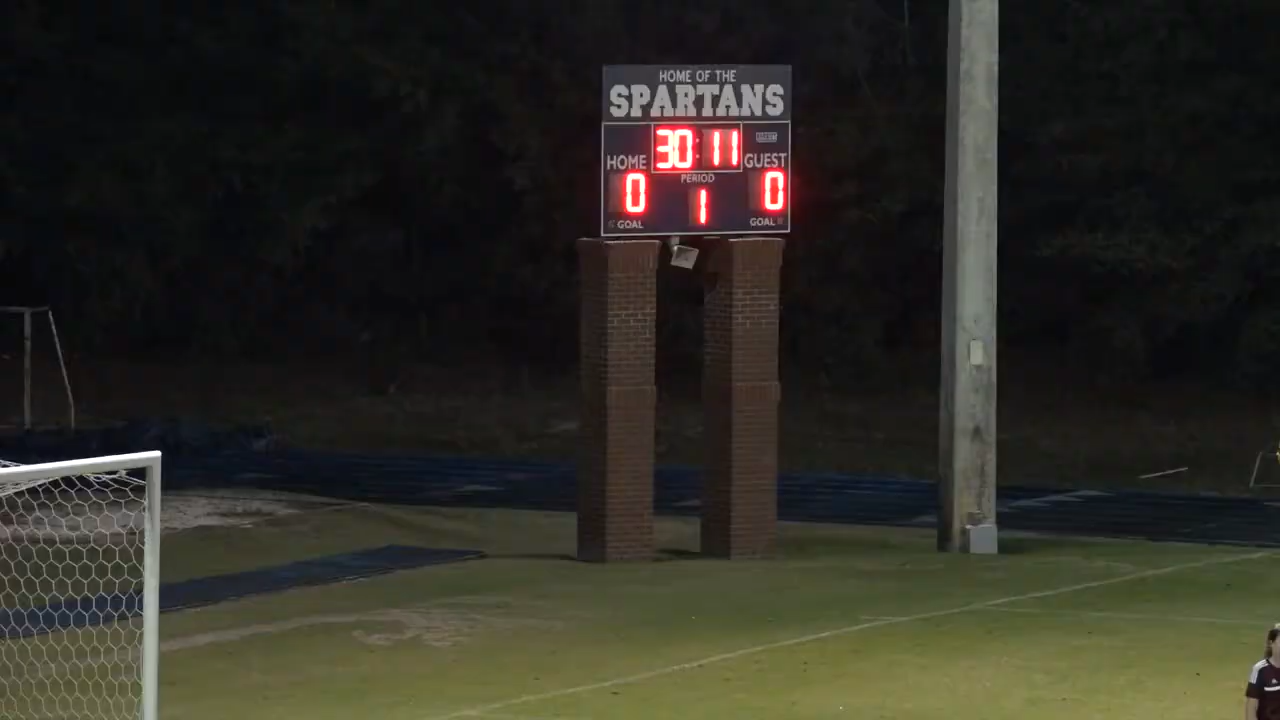 HOME OF THE
SPARTANS
30:11
HOME
GUEST
PERIOD
0
1
0
GOAL
GOAL